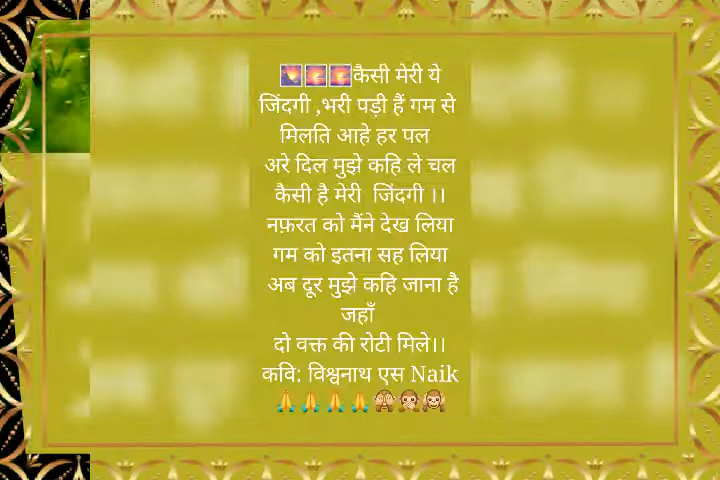 🌄🌅🌅कैसी मेरी ये
जिंदगी ,भरी पड़ी हैं गम से
मिलति आहे हर पल
अरे दिल मुझे कहि ले चल
कैसी है मेरी जिंदगी ।।
नफ़रत को मैंने देख लिया
गम को इतना सह लिया
अब दूर मुझे कहि जाना है
जहाँ
दो वक्त की रोटी मिले।।
कवि: विश्वनाथ एस Naik
🙏🙏🙏🙏🙈🙊🐵